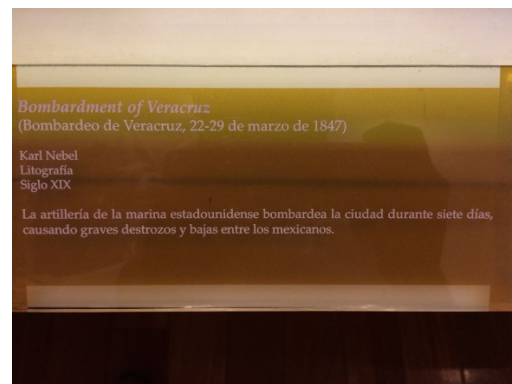 Bombardment of Veracruz
(Bombardeo de Veracruz, 22-29 de marzo de 1847)
Karl Nebel
Litografía
Siglo XIX
La artillería de la marina estadounidense bombardea la ciudad durante siete días,
causando graves destrozos y bajas entre los mexicanos.